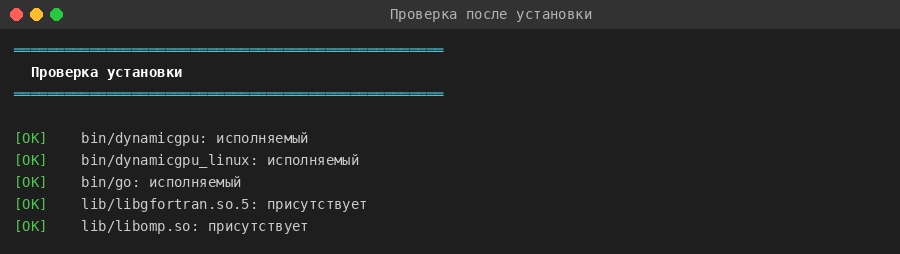 Проверка после установки
Проверка установки
[OK] bin/dynamicgpu: исполняемый
[OK] bin/dynamicgpu_linux: исполняемый
[OK] bin/go: исполняемый
[OK] lib/libgfortran.so.5: присутствует
[OK] lib/libomp.so: присутствует